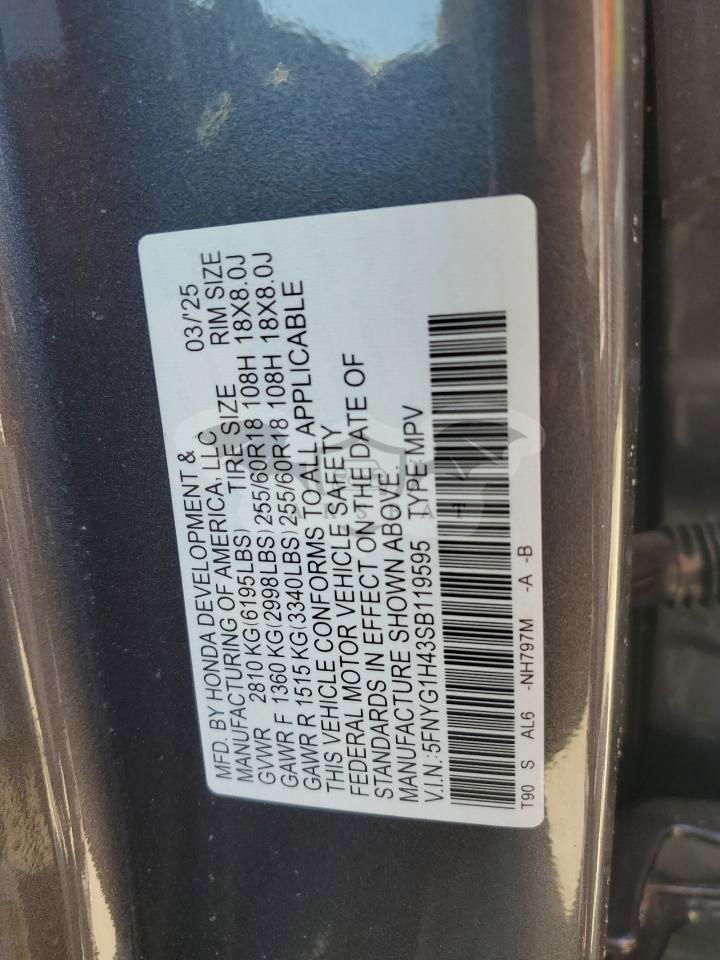 MFD. BY HONDA DEVELOPMENT & 03/'25
MANUFACTURING OF AMERICA, LLC
GVWR 2810 KG(6195LBS) TIRE SIZE RIM SIZE
GAWR F 1360 KG(2998LBS) 255/60R18 108H 18X8.0J
GAWR R 1515 KG(3340LBS) 255/60R18 108H 18X8.0J
THIS VEHICLE CONFORMS TO ALL APPLICABLE
FEDERAL MOTOR VEHICLE SAFETY
STANDARDS IN EFFECT ON THE DATE OF
MANUFACTURE SHOWN ABOVE.
V.I.N.:5FNYG1H43SB119595 TYPE:MPV
T90 S AL6 -NH797M -A -B